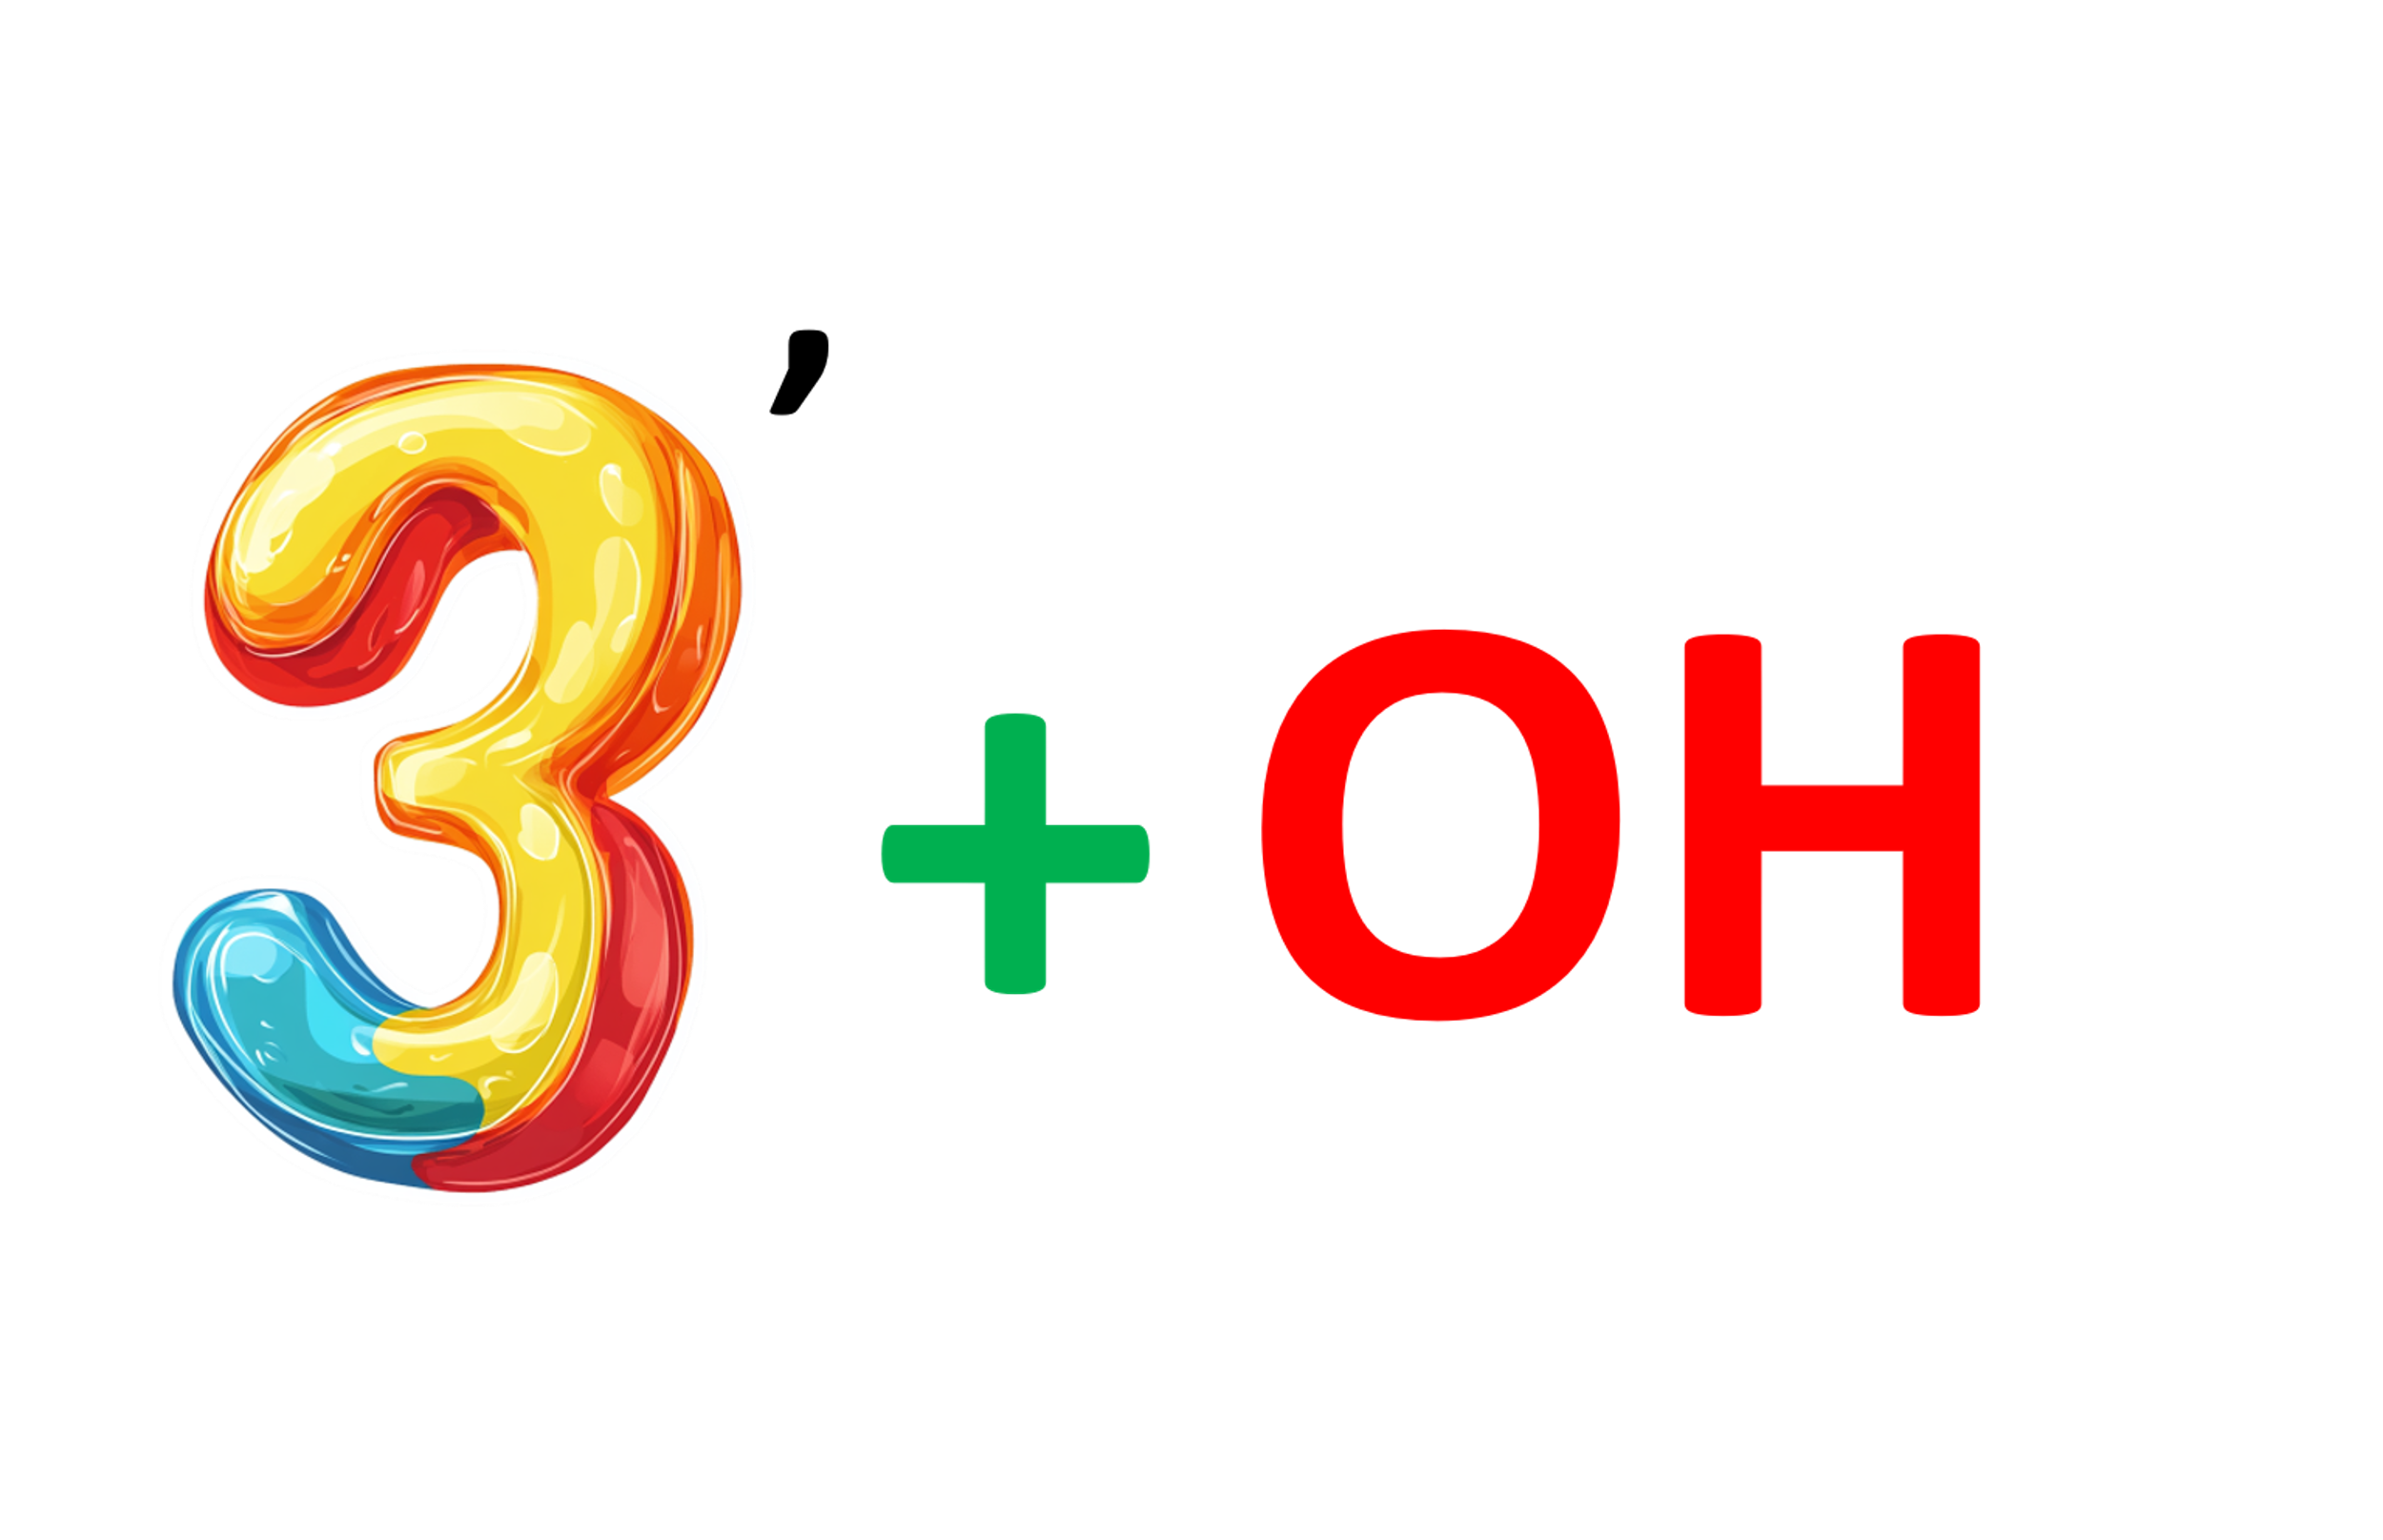 3’ + OH